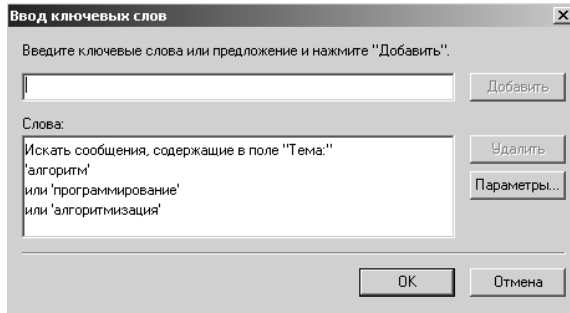 Ввод ключевых слов
Введите ключевые слова или предложение и нажмите "Добавить".
Добавить
Слова:
Искать сообщения, содержащие в поле "Тема:"
'алгоритм'
или 'программирование'
или 'алгоритмизация'
Удалить
Параметры...
OK
Отмена